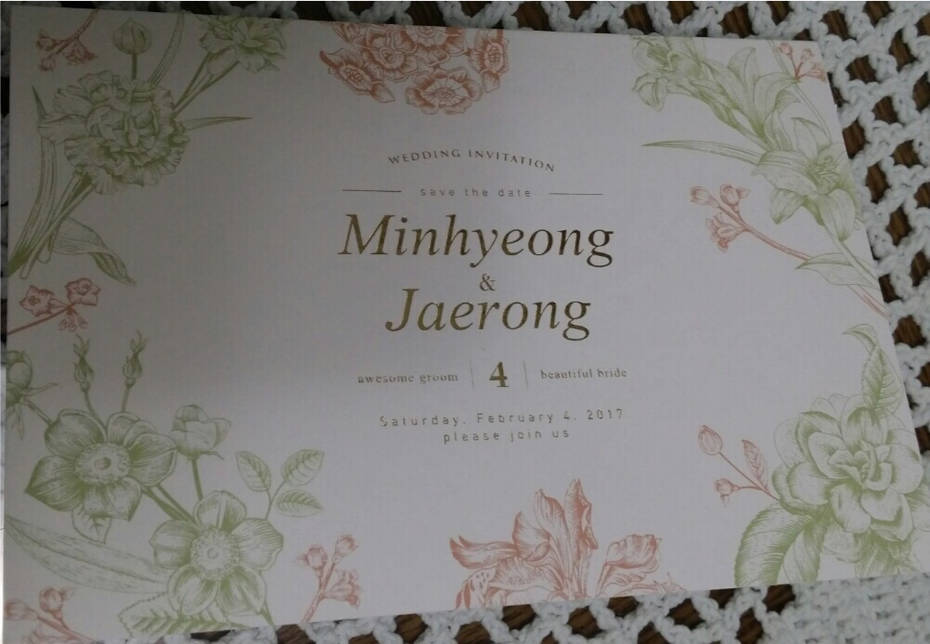 WEDDING INVITATION
save the date
Minhyeong
&
Jaerong
awesome groom 4 beautiful bride
Saturday, February 4, 2017
please join us